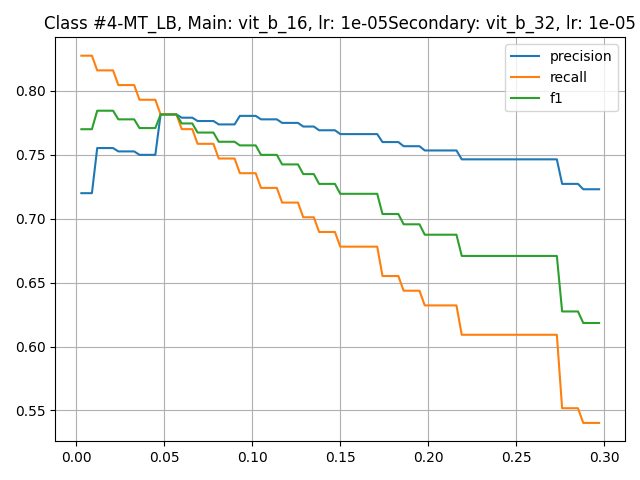 Class #4-MT_LB, Main: vit_b_16, lr: 1e-05Secondary: vit_b_32, lr: 1e-05
precision
recall
f1
0.80
0.75
0.70
0.65
0.60
0.55
0.00 0.05 0.10 0.15 0.20 0.25 0.30